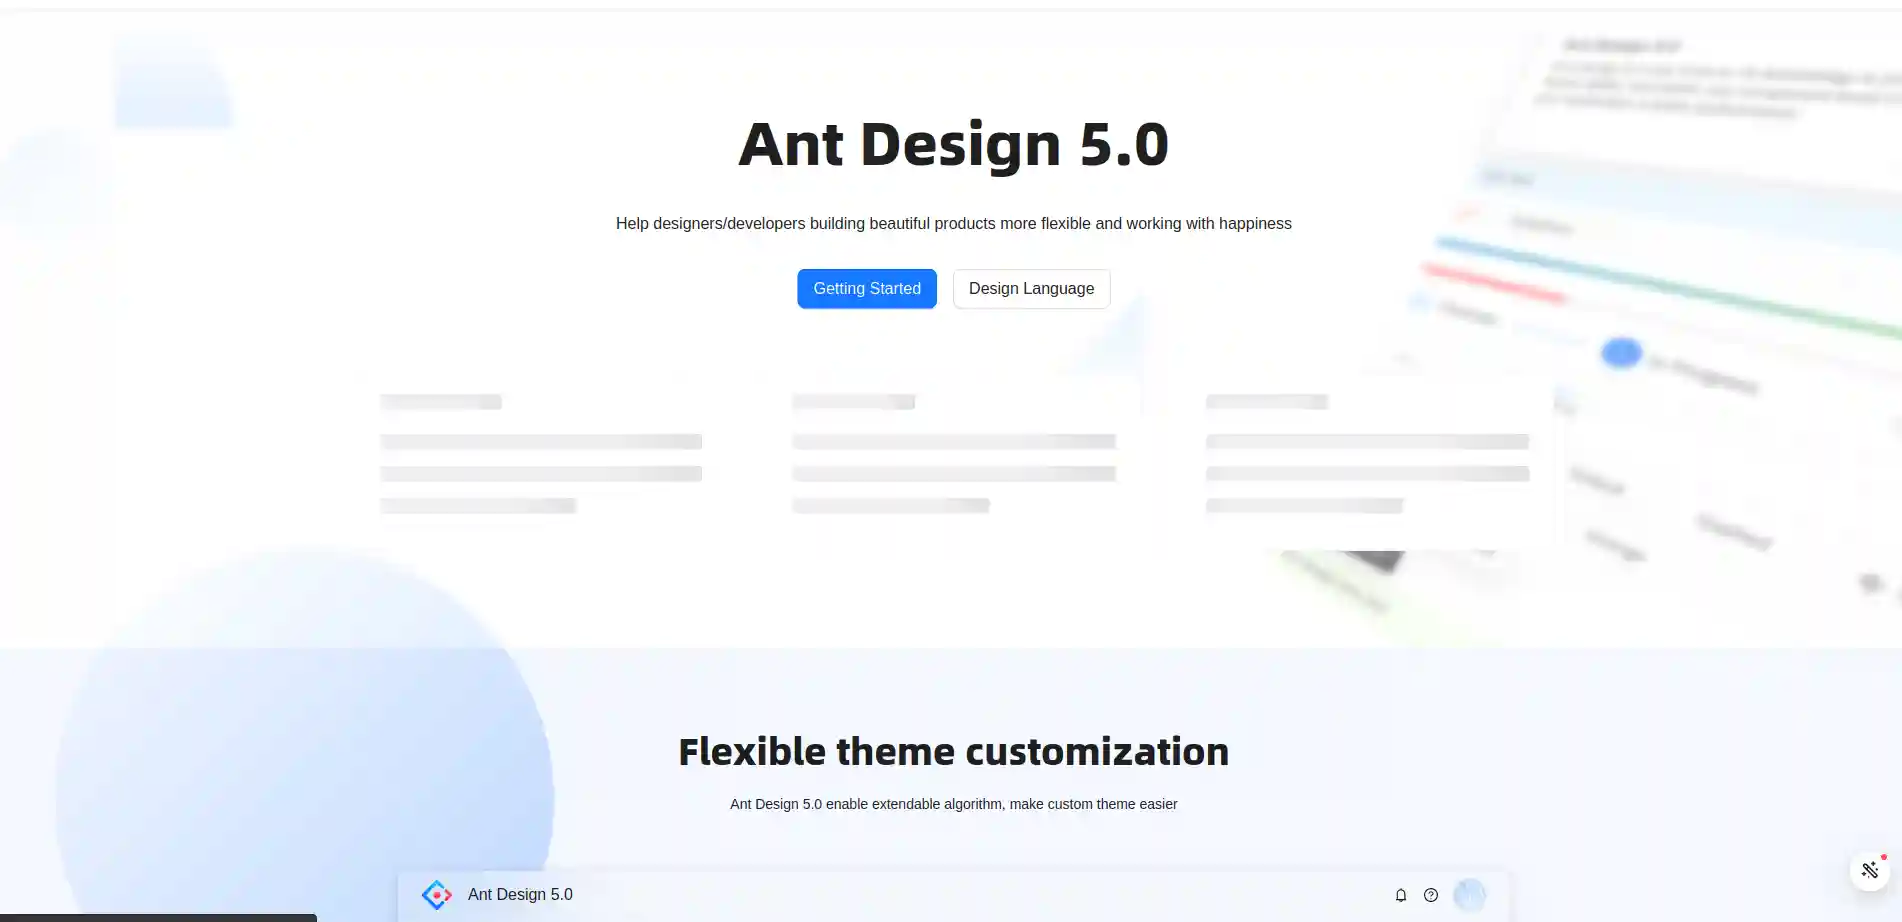 Ant Design 5.0
Help designers/developers building beautiful products more flexible and working with happiness
Getting Started
Design Language
Flexible theme customization
Ant Design 5.0 enable extendable algorithm, make custom theme easier
Ant Design 5.0